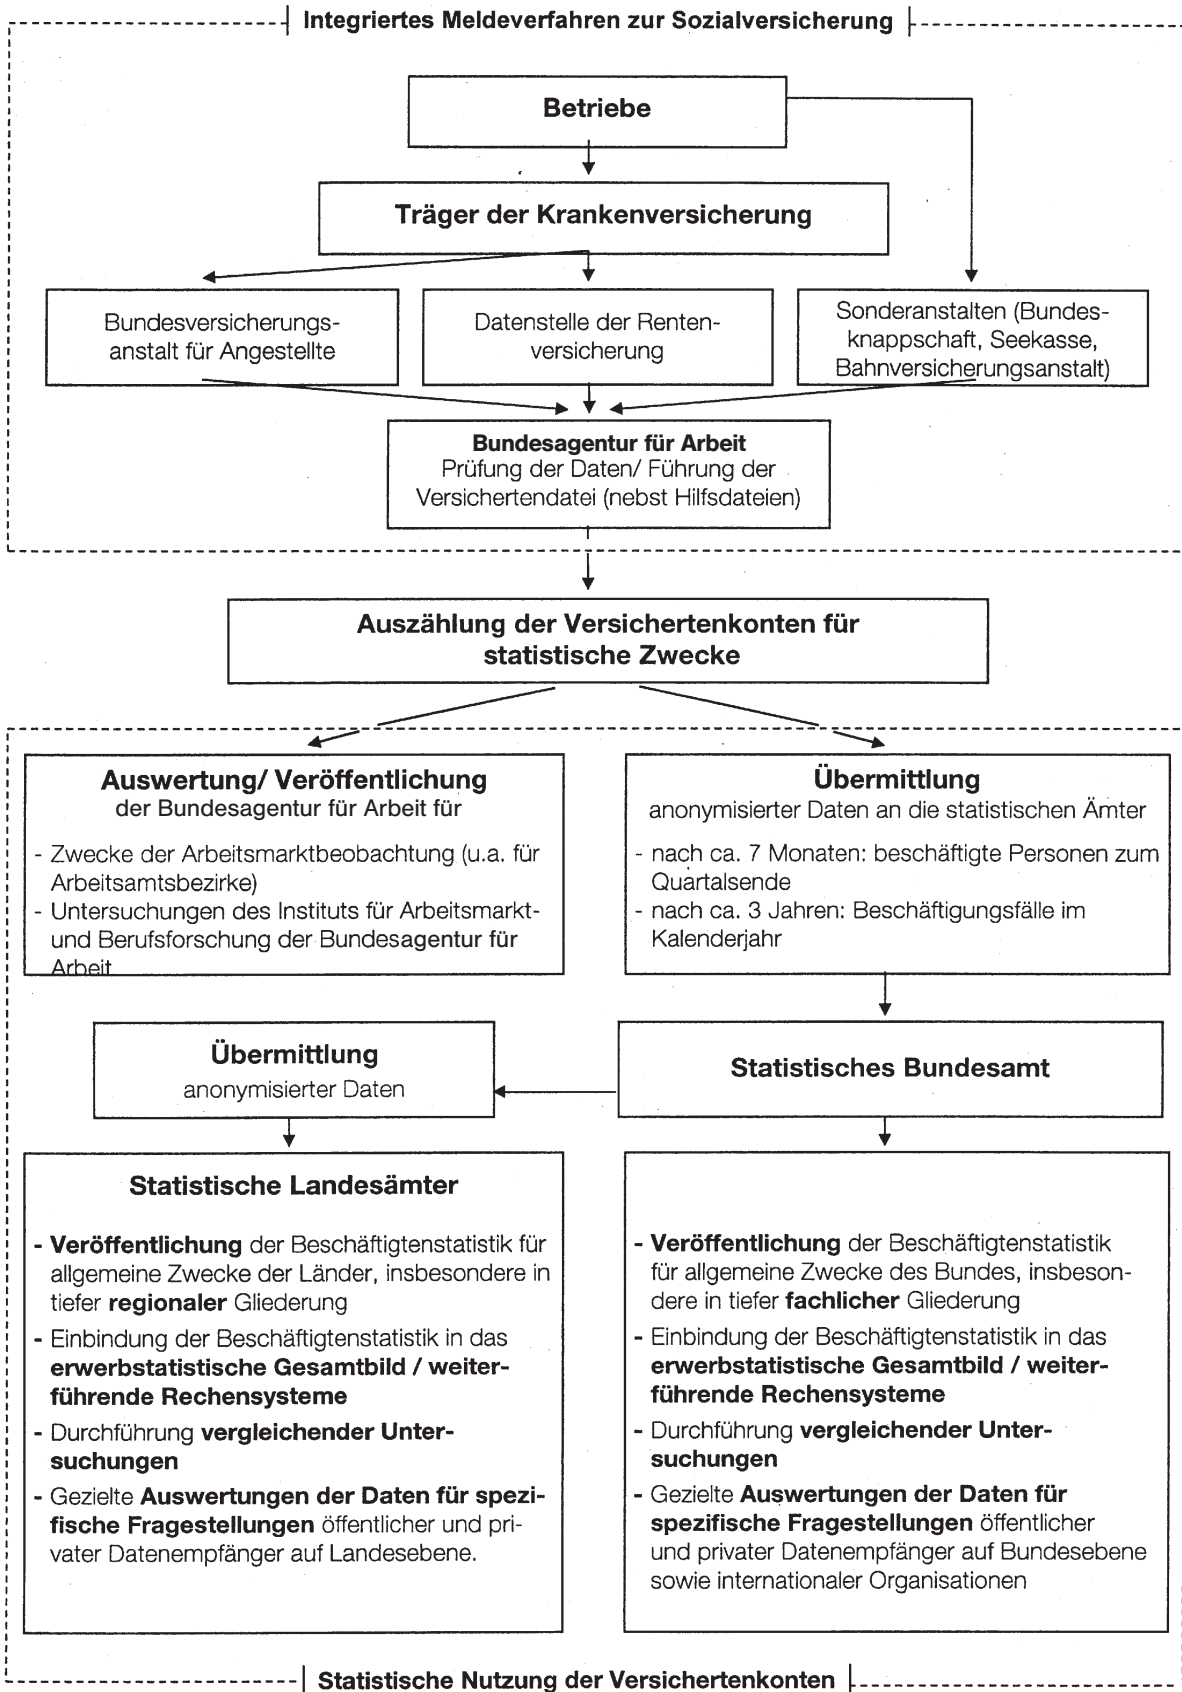 Integriertes Meldeverfahren zur Sozialversicherung
Betriebe
Träger der Krankenversicherung
Bundesversicherungs-
anstalt für Angestellte
Datenstelle der Renten-
versicherung
Sonderanstalten (Bundes-
knappschaft, Seekasse,
Bahnversicherungsanstalt)
Bundesagentur für Arbeit
Prüfung der Daten/ Führung der
Versichertendatei (nebst Hilfsdateien)
Auszählung der Versichertenkonten für
statistische Zwecke
Auswertung/ Veröffentlichung
der Bundesagentur für Arbeit für
- Zwecke der Arbeitsmarktbeobachtung (u.a. für
Arbeitsamtsbezirke)
- Untersuchungen des Instituts für Arbeitsmarkt-
und Berufsforschung der Bundesagentur für
Arbeit
Übermittlung
anonymisierter Daten an die statistischen Ämter
- nach ca. 7 Monaten: beschäftigte Personen zum
Quartalsende
- nach ca. 3 Jahren: Beschäftigungsfälle im
Kalenderjahr
Übermittlung
anonymisierter Daten
Statistisches Bundesamt
Statistische Landesämter
- Veröffentlichung der Beschäftigtenstatistik für
allgemeine Zwecke der Länder, insbesondere in
tiefer regionaler Gliederung
- Einbindung der Beschäftigtenstatistik in das
erwerbstatistische Gesamtbild / weiter-
führende Rechensysteme
- Durchführung vergleichender Unter-
suchungen
- Gezielte Auswertungen der Daten für spezi-
fische Fragestellungen öffentlicher und pri-
vater Datenempfänger auf Landesebene.
- Veröffentlichung der Beschäftigtenstatistik
für allgemeine Zwecke des Bundes, insbeson-
dere in tiefer fachlicher Gliederung
- Einbindung der Beschäftigtenstatistik in das
erwerbstatistische Gesamtbild / weiter-
führende Rechensysteme
- Durchführung vergleichender Unter-
suchungen
- Gezielte Auswertungen der Daten für
spezifische Fragestellungen öffentlicher
und privater Datenempfänger auf Bundesebene
sowie internationaler Organisationen
Statistische Nutzung der Versichertenkonten